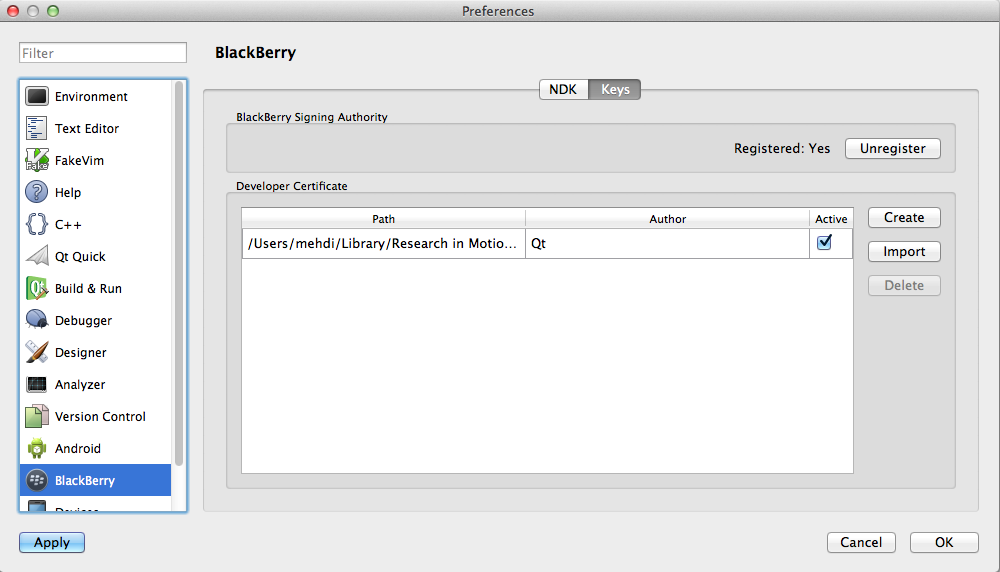 Preferences
Filter
BlackBerry
Environment
Text Editor
FakeVim
Help
C++
Qt Quick
Build & Run
Debugger
Designer
Analyzer
Version Control
Android
BlackBerry
Devices
NDK
Keys
BlackBerry Signing Authority
Registered: Yes
Unregister
Developer Certificate
Path
Author
Active
/Users/mehdi/Library/Research in Motio...
Qt
Create
Import
Delete
Apply
Cancel
OK